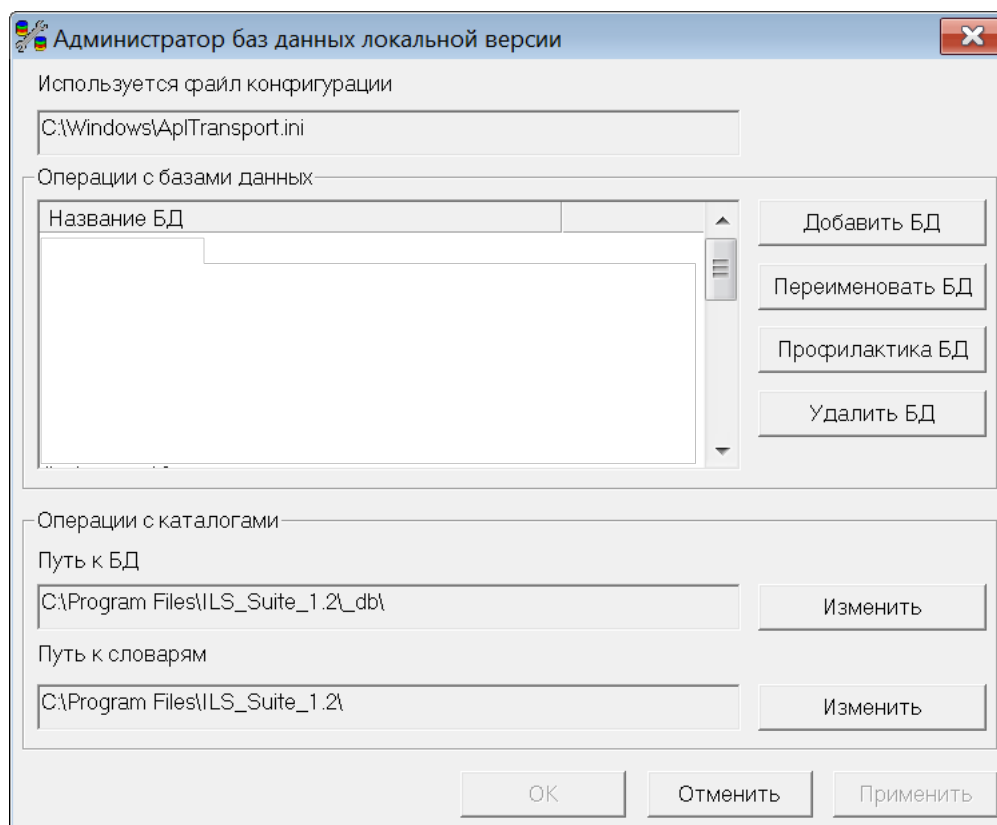 Администратор баз данных локальной версии
Используется файл конфигурации
C:\Windows\AplTransport.ini
Операции с базами данных
Название БД
Добавить БД
Переименовать БД
Профилактика БД
Удалить БД
Операции с каталогами
Путь к БД
C:\Program Files\ILS_Suite_1.2\_db\
Изменить
Путь к словарям
C:\Program Files\ILS_Suite_1.2\
Изменить
OK
Отменить
Применить